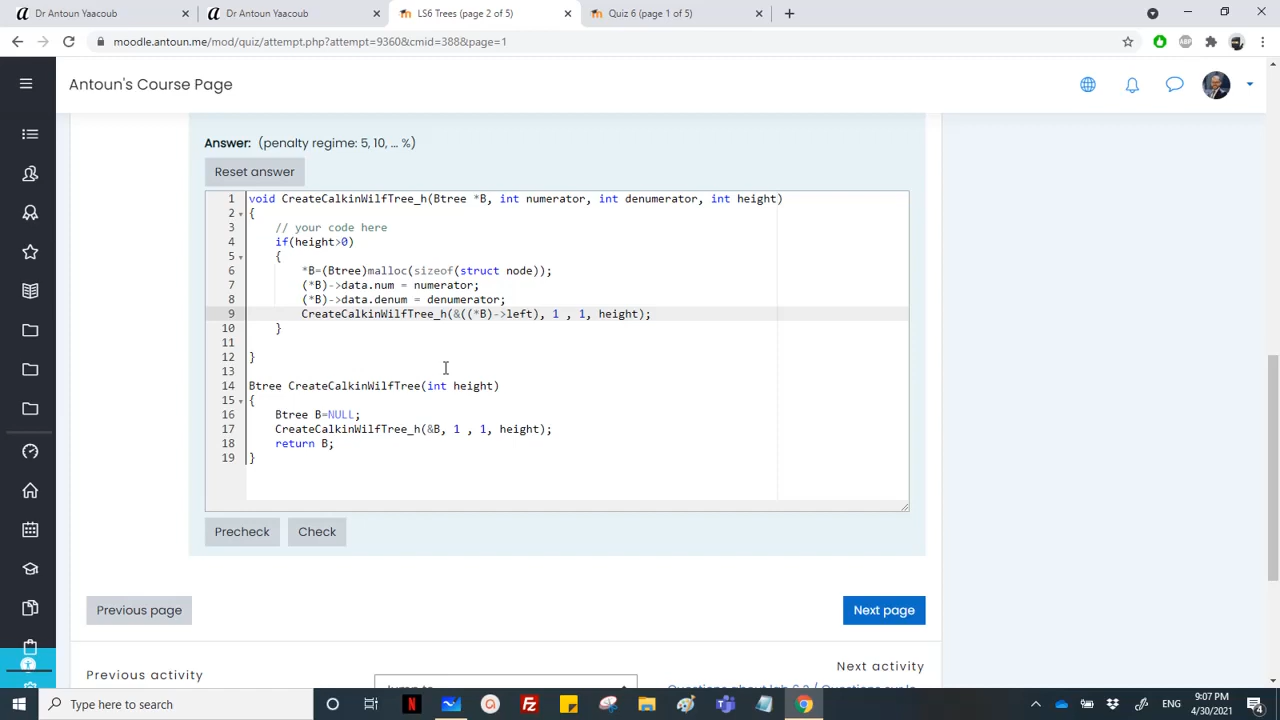 Dr Antoun Yaacoub
Dr Antoun Yaacoub
LS6 Trees (page 2 of 5)
Quiz 6 (page 1 of 5)
moodle.antoun.me/mod/quiz/attempt.php?attempt=9360&cmid=388&page=1
Antoun's Course Page
Answer: (penalty regime: 5, 10, ... %)
Reset answer
1 void CreateCalkinWilfTree_h(Btree *B, int numerator, int denumerator, int height)
2 {
3 // your code here
4 if(height>0)
5 {
6 *B=(Btree)malloc(sizeof(struct node));
7 (*B)->data.num = numerator;
8 (*B)->data.denum = denumerator;
9 CreateCalkinWilfTree_h(&((*B)->left), 1 , 1, height);
10 }
11
12 }
13
14 Btree CreateCalkinWilfTree(int height)
15 {
16 Btree B=NULL;
17 CreateCalkinWilfTree_h(&B, 1 , 1, height);
18 return B;
19 }
Precheck
Check
Previous page
Next page
Previous activity
Next activity
Type here to search
ENG
9:07 PM
4/30/2021